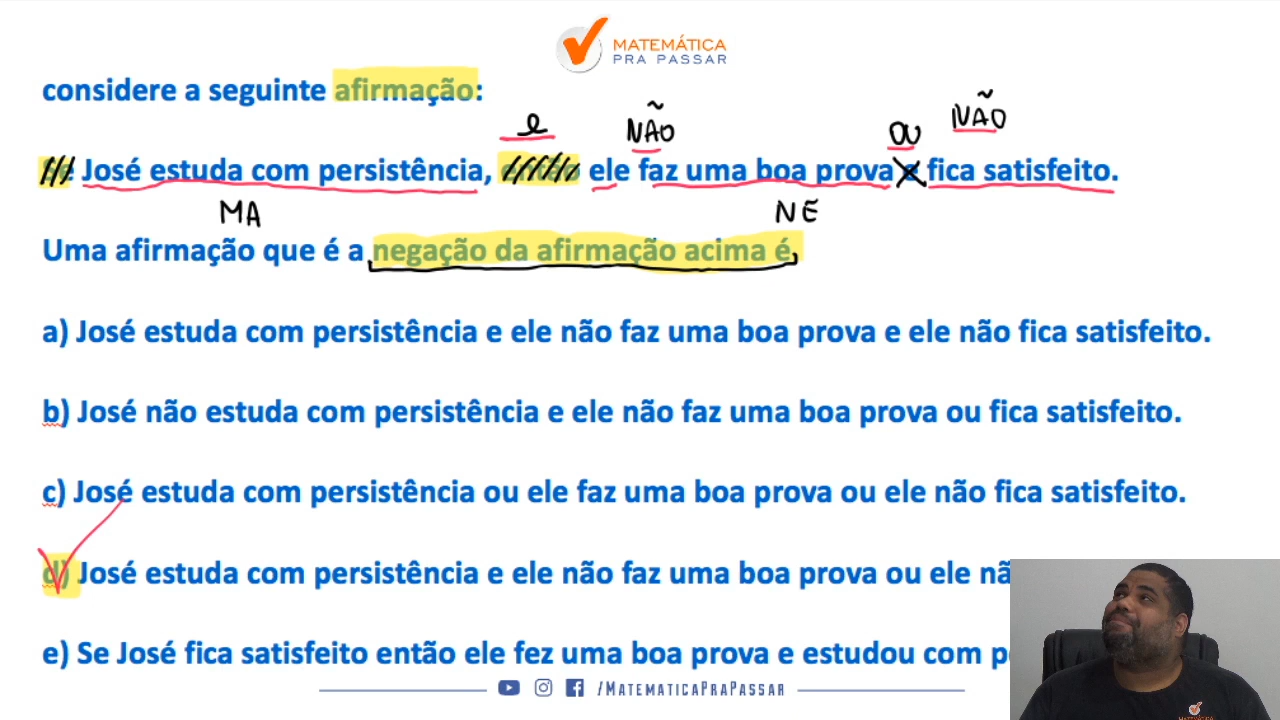 MATEMÁTICA
PRA PASSAR
considere a seguinte afirmação:
e NÃO OU NÃO
José estuda com persistência, ele faz uma boa prova e fica satisfeito.
MA NE
Uma afirmação que é a negação da afirmação acima é,
a) José estuda com persistência e ele não faz uma boa prova e ele não fica satisfeito.
b) José não estuda com persistência e ele não faz uma boa prova ou fica satisfeito.
c) José estuda com persistência ou ele faz uma boa prova ou ele não fica satisfeito.
d) José estuda com persistência e ele não faz uma boa prova ou ele
e) Se José fica satisfeito então ele fez uma boa prova e estudou com
/MATEMATICAPRAPASSAR